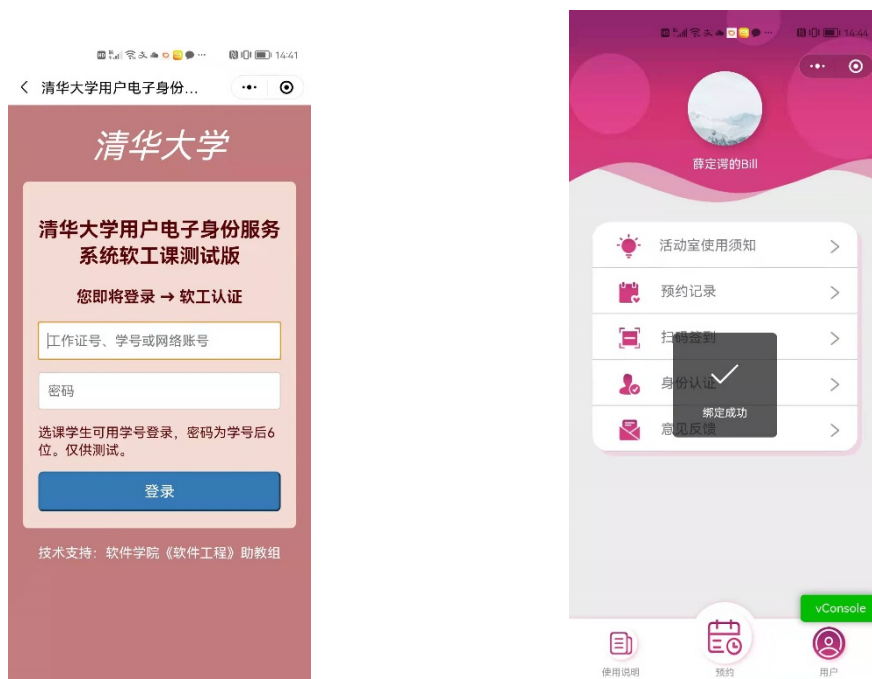 14:41
清华大学用户电子身份...
清华大学
清华大学用户电子身份服务
系统软工课测试版
您即将登录 → 软工认证
工作证号、学号或网络账号
密码
选课学生可用学号登录，密码为学号后6
位。仅供测试。
登录
技术支持：软件学院《软件工程》助教组
14:44
薛定谔的Bill
活动室使用须知
预约记录
扫码签到
身份认证
绑定成功
意见反馈
vConsole
使用说明
预约
用户